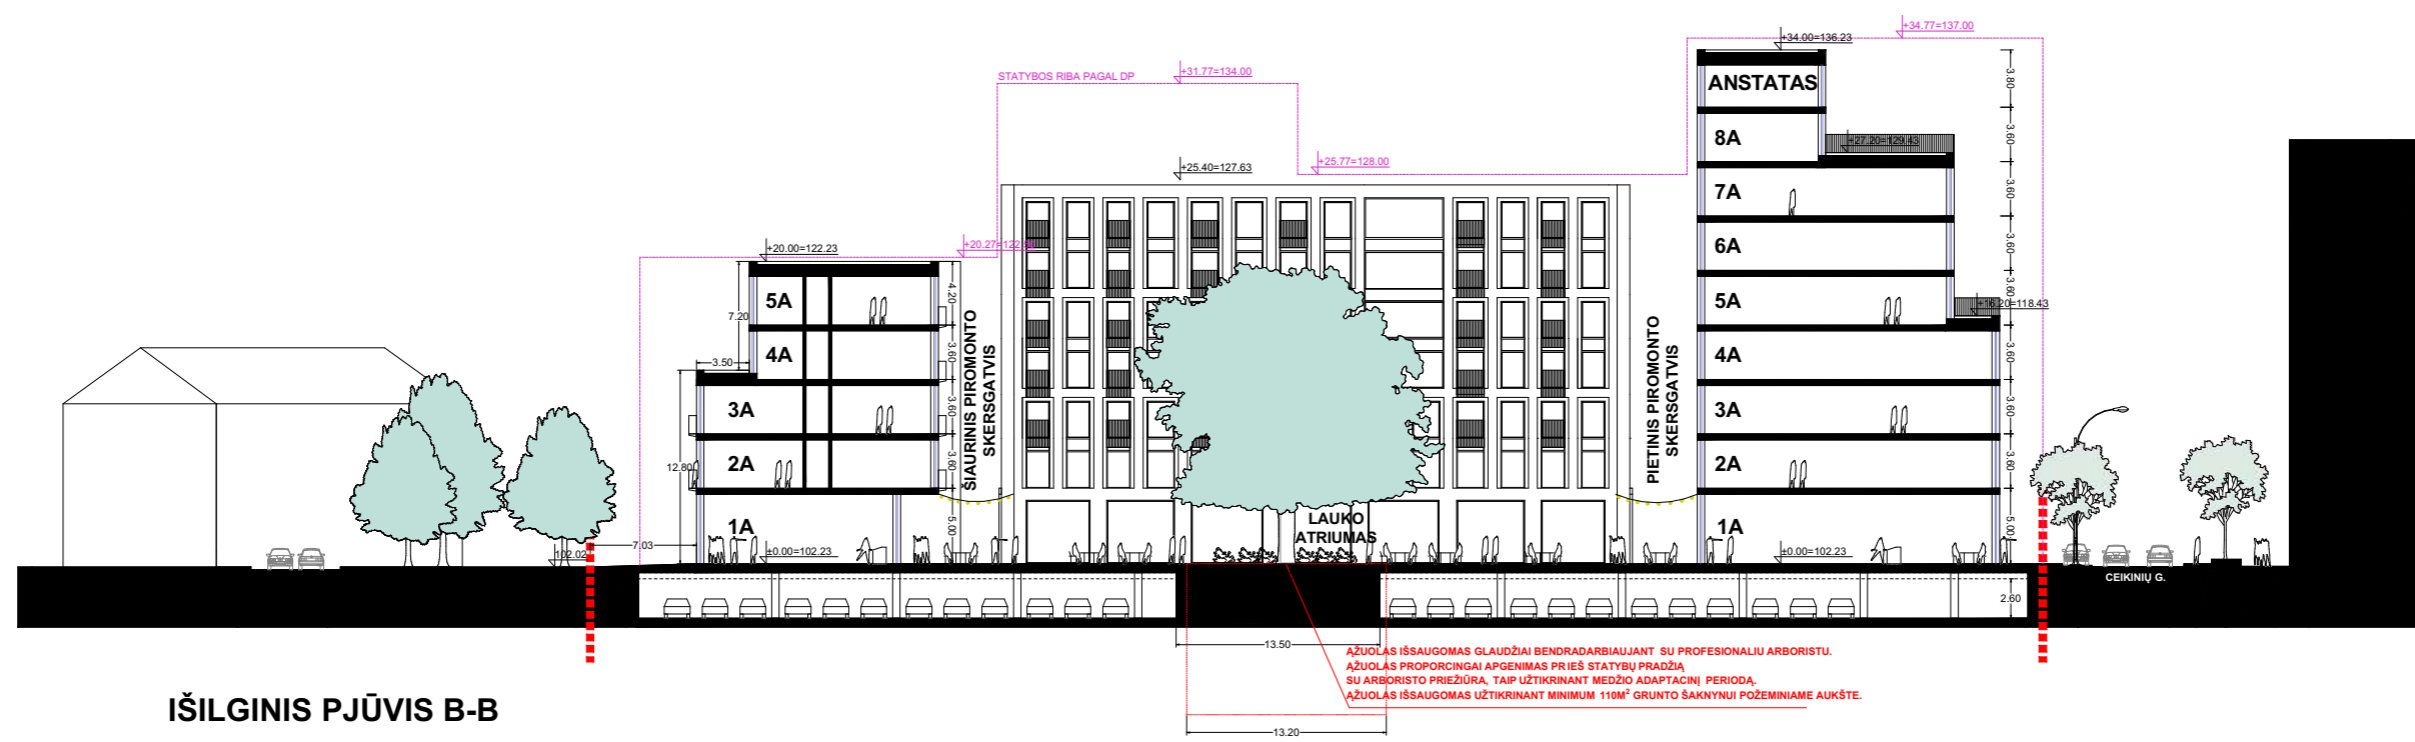 +34.77=137.00
+34.00=136.23
STATYBOS RIBA PAGAL DP
+31.77=134.00
3.80
ANSTATAS
8A
3.60
+27.20=129.43
+25.77=128.00
+25.40=127.63
7A
3.60
+20.00=122.23
6A
3.60
5A
4.20
7.20
5A
3.60
+16.20=118.43
ŠIAURINIS PIROMONTO
SKERSGATVIS
PIETINIS PIROMONTO
SKERSGATVIS
4A
3.50
3.60
4A
3.60
3A
3.60
3A
3.60
12.80
2A
3.60
2A
3.60
1A
5.00
LAUKO
ATRIUMAS
1A
5.00
7.03
102.02
±0.00=102.23
±0.00=102.23
CEIKINIŲ G.
2.60
13.50
ĄŽUOLAS IŠSAUGOMAS GLAUDŽIAI BENDRADARBIAUJANT SU PROFESIONALIU ARBORISTU.
ĄŽUOLAS PROPORCINGAI APGENIMAS PRIEŠ STATYBŲ PRADŽIĄ
SU ARBORISTO PRIEŽIŪRA, TAIP UŽTIKRINANT MEDŽIO ADAPTACINĮ PERIODĄ.
ĄŽUOLAS IŠSAUGOMAS UŽTIKRINANT MINIMUM 110M² GRUNTO ŠAKNYNUI POŽEMINIAME AUKŠTE.
13.20
IŠILGINIS PJŪVIS B-B